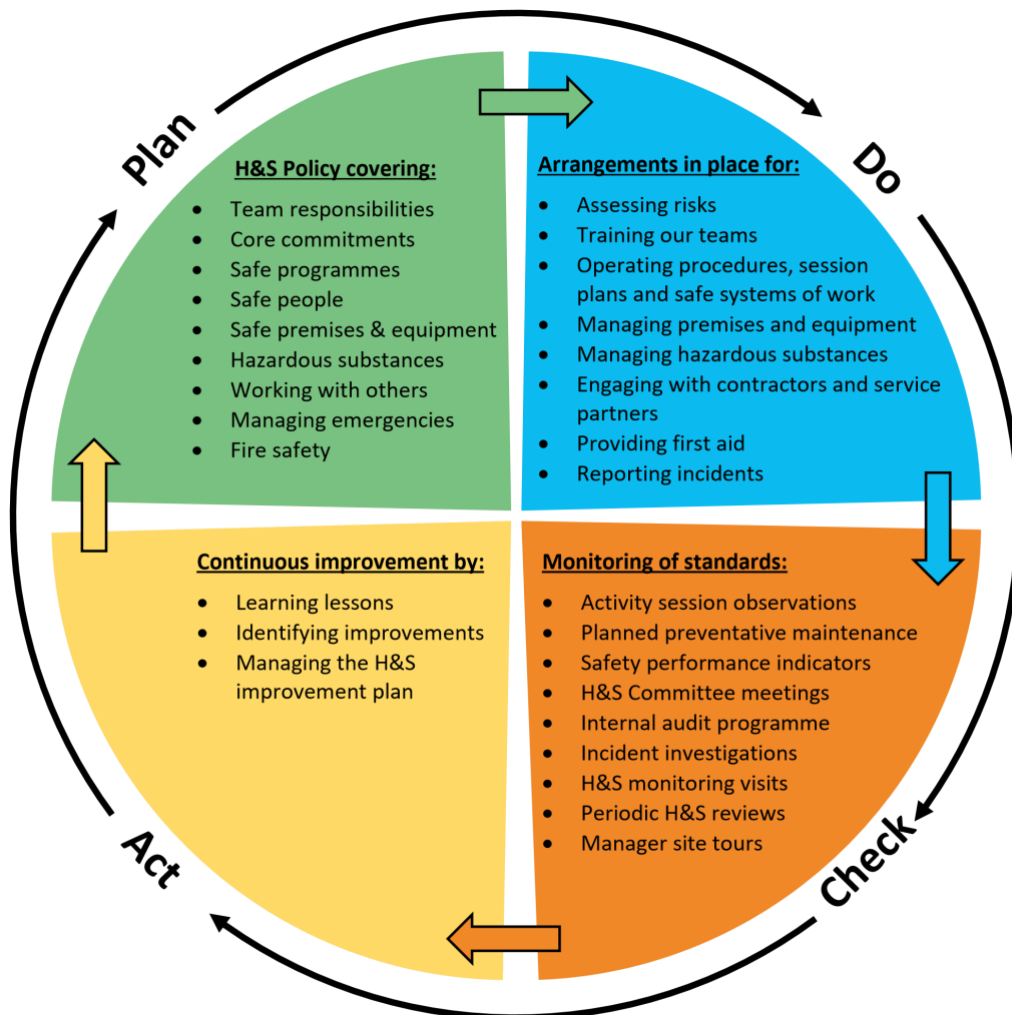 Plan
H&S Policy covering:
• Team responsibilities
• Core commitments
• Safe programmes
• Safe people
• Safe premises & equipment
• Hazardous substances
• Working with others
• Managing emergencies
• Fire safety
Do
Arrangements in place for:
• Assessing risks
• Training our teams
• Operating procedures, session
plans and safe systems of work
• Managing premises and equipment
• Managing hazardous substances
• Engaging with contractors and service
partners
• Providing first aid
• Reporting incidents
Check
Monitoring of standards:
• Activity session observations
• Planned preventative maintenance
• Safety performance indicators
• H&S Committee meetings
• Internal audit programme
• Incident investigations
• H&S monitoring visits
• Periodic H&S reviews
• Manager site tours
Act
Continuous improvement by:
• Learning lessons
• Identifying improvements
• Managing the H&S
improvement plan